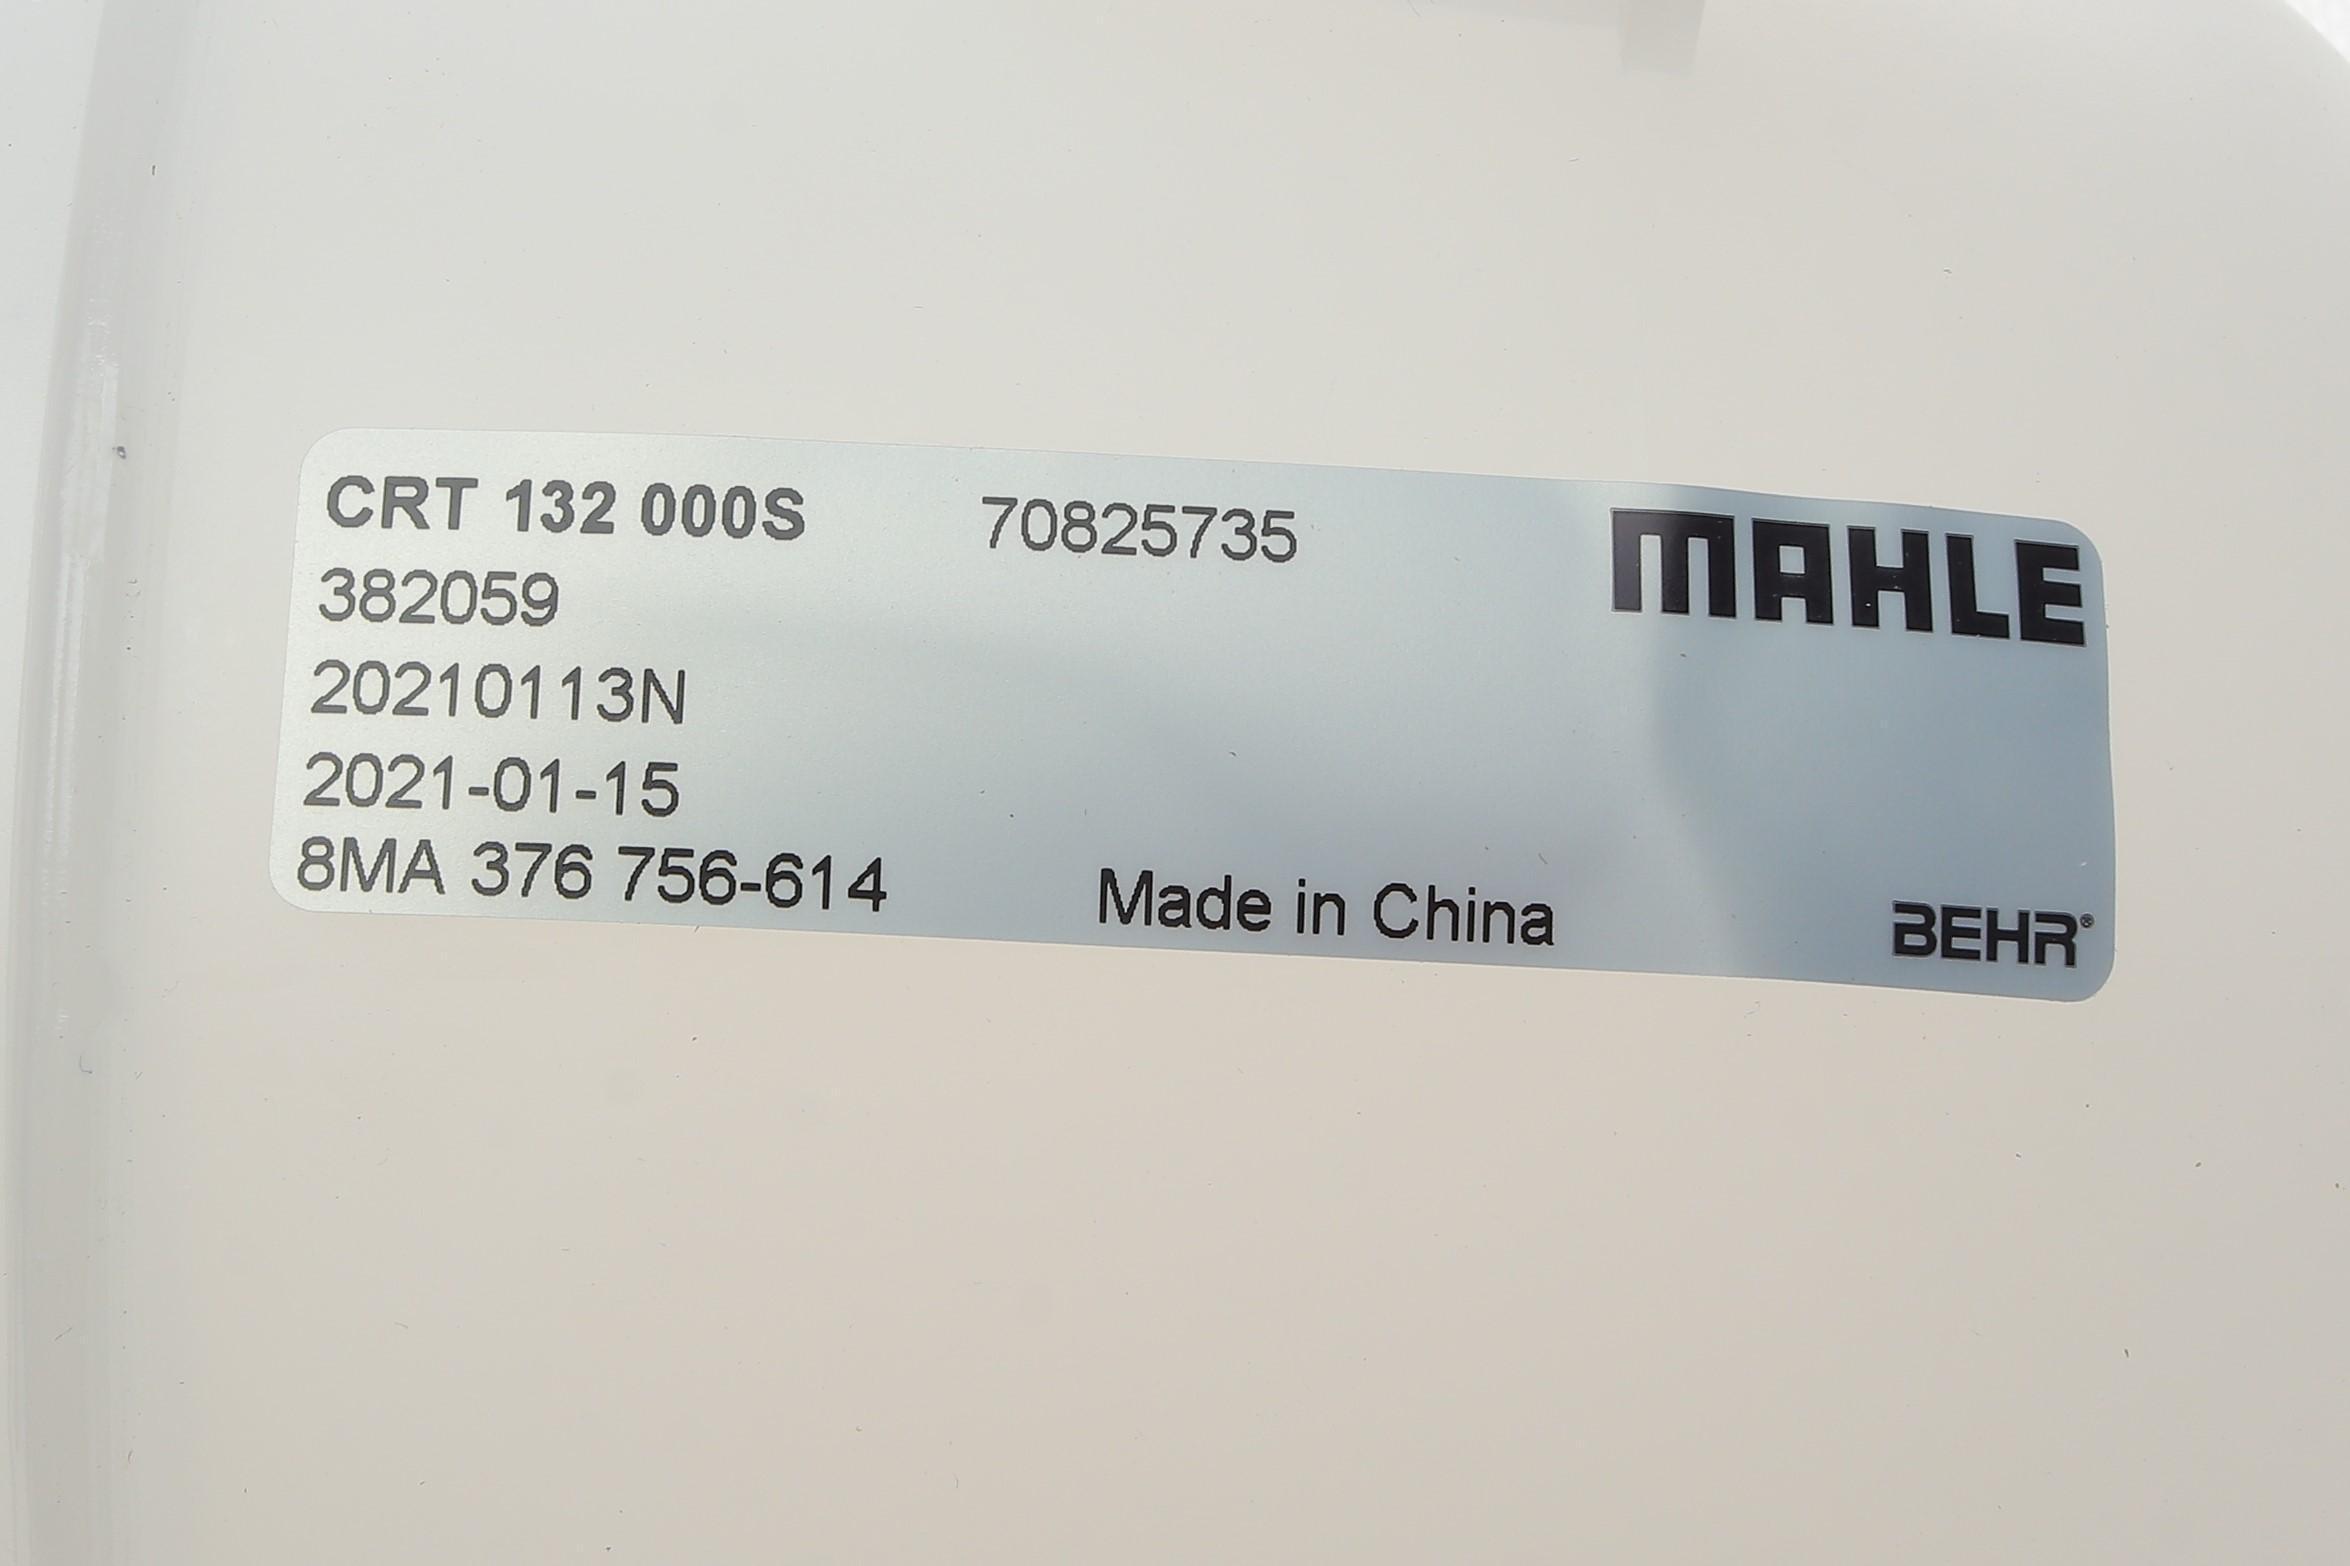 CRT 132 000S 70825735 MAHLE
382059
20210113N
2021-01-15
8MA 376 756-614 Made in China BEHR®